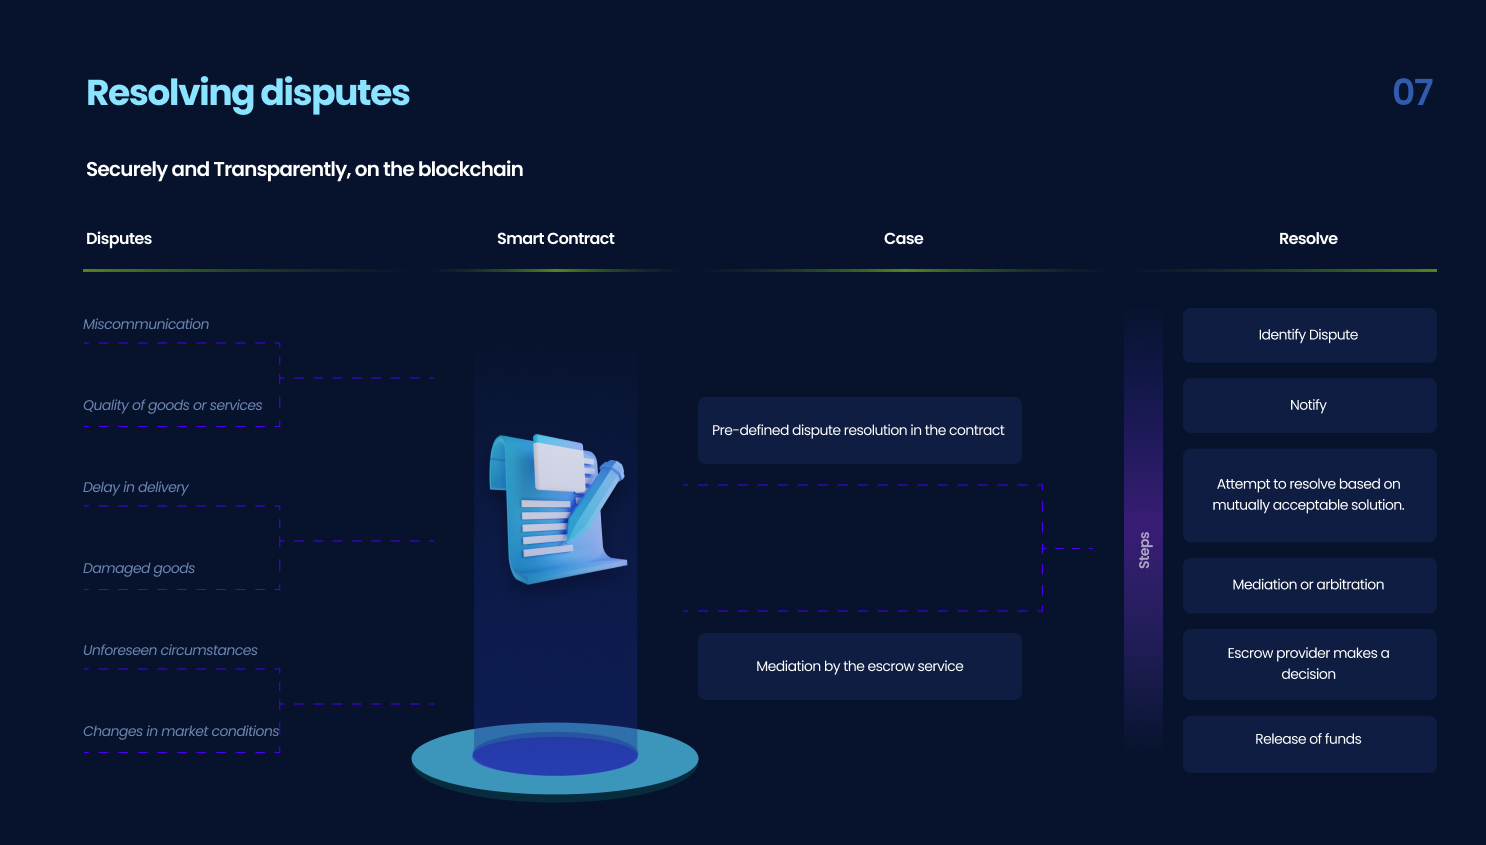 Resolving disputes
07
Securely and Transparently, on the blockchain
Disputes
Smart Contract
Case
Resolve
Miscommunication
Quality of goods or services
Delay in delivery
Damaged goods
Unforeseen circumstances
Changes in market conditions
Pre-defined dispute resolution in the contract
Mediation by the escrow service
Steps
Identify Dispute
Notify
Attempt to resolve based on
mutually acceptable solution.
Mediation or arbitration
Escrow provider makes a
decision
Release of funds